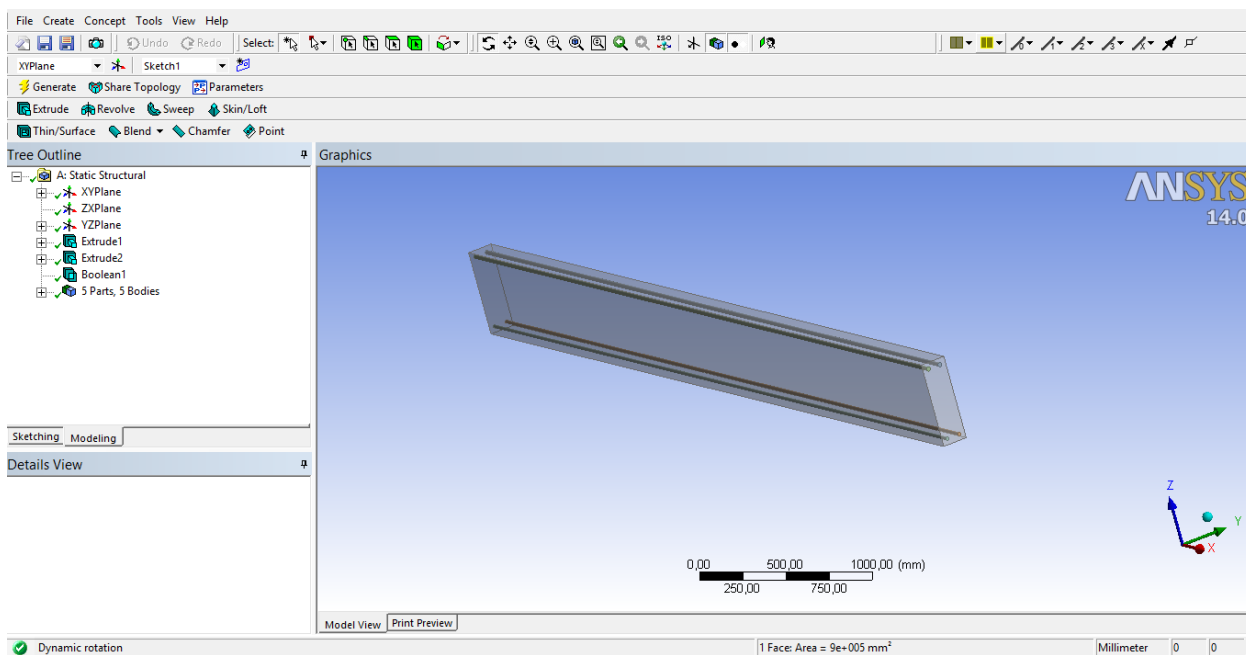 File Create Concept Tools View Help
Undo Redo Select: ISO
XYPlane Sketch1
Generate Share Topology Parameters
Extrude Revolve Sweep Skin/Loft
Thin/Surface Blend Chamfer Point
Tree Outline
A: Static Structural
XYPlane
ZXPlane
YZPlane
Extrude1
Extrude2
Boolean1
5 Parts, 5 Bodies
Sketching Modeling
Details View
Graphics
ANSYS
14.0
Z
Y
X
0,00 500,00 1000,00 (mm)
250,00 750,00
Model View Print Preview
Dynamic rotation 1 Face: Area = 9e+005 mm² Millimeter 0 0